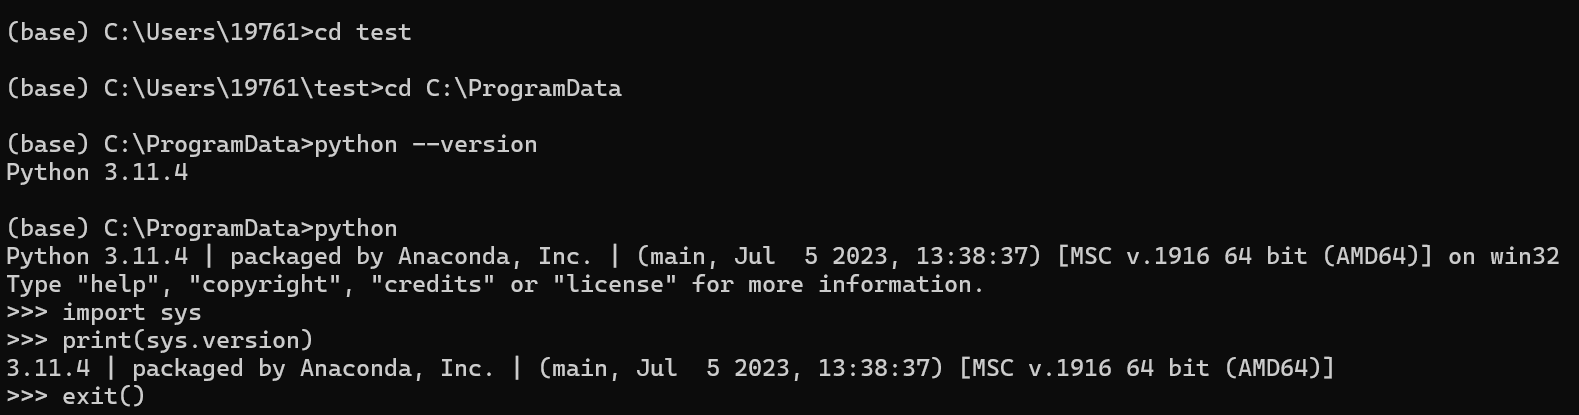 (base) C:\Users\19761>cd test
(base) C:\Users\19761\test>cd C:\ProgramData
(base) C:\ProgramData>python --version
Python 3.11.4
(base) C:\ProgramData>python
Python 3.11.4 | packaged by Anaconda, Inc. | (main, Jul  5 2023, 13:38:37) [MSC v.1916 64 bit (AMD64)] on win32
Type "help", "copyright", "credits" or "license" for more information.
>>> import sys
>>> print(sys.version)
3.11.4 | packaged by Anaconda, Inc. | (main, Jul  5 2023, 13:38:37) [MSC v.1916 64 bit (AMD64)]
>>> exit()